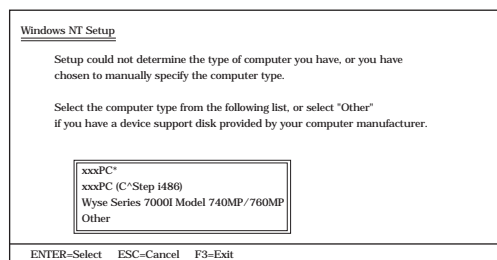 Windows NT Setup
Setup could not determine the type of computer you have, or you have
chosen to manually specify the computer type.
Select the computer type from the following list, or select "Other"
if you have a device support disk provided by your computer manufacturer.
xxxPC*
xxxPC (C^Step i486)
Wyse Series 7000I Model 740MP/760MP
Other
ENTER=Select ESC=Cancel F3=Exit